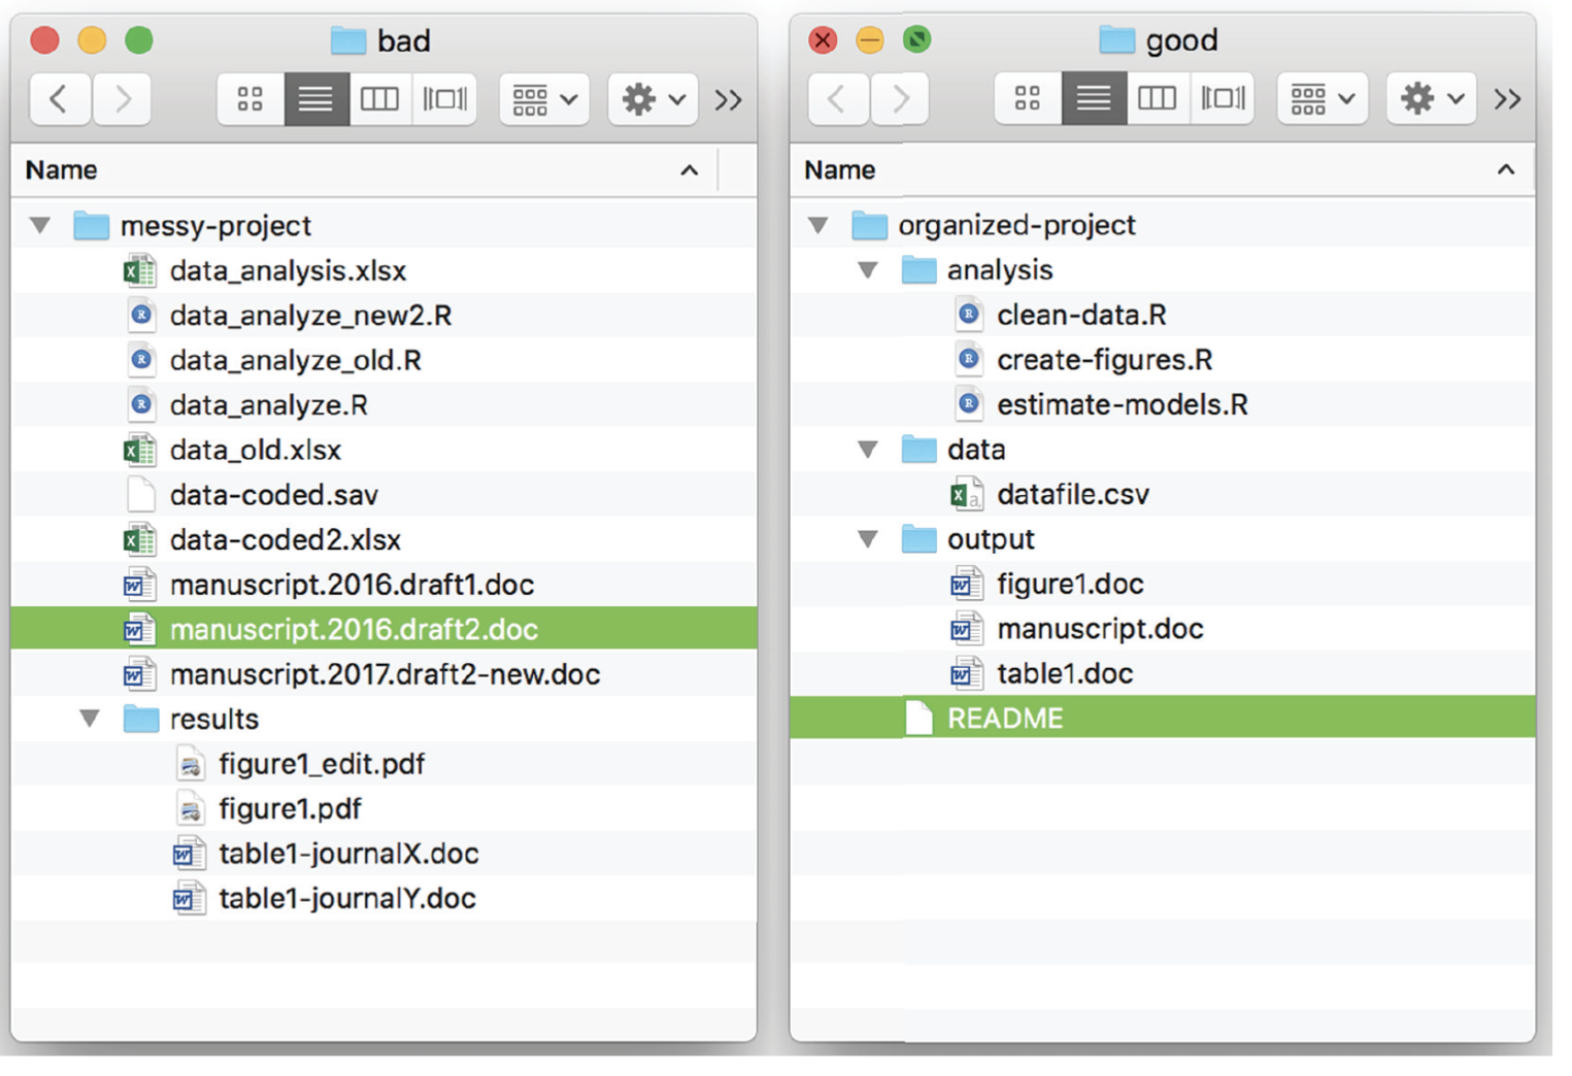 bad
Name
messy-project
data_analysis.xlsx
data_analyze_new2.R
data_analyze_old.R
data_analyze.R
data_old.xlsx
data-coded.sav
data-coded2.xlsx
manuscript.2016.draft1.doc
manuscript.2016.draft2.doc
manuscript.2017.draft2-new.doc
results
figure1_edit.pdf
figure1.pdf
table1-journalX.doc
table1-journalY.doc
good
Name
organized-project
analysis
clean-data.R
create-figures.R
estimate-models.R
data
datafile.csv
output
figure1.doc
manuscript.doc
table1.doc
README